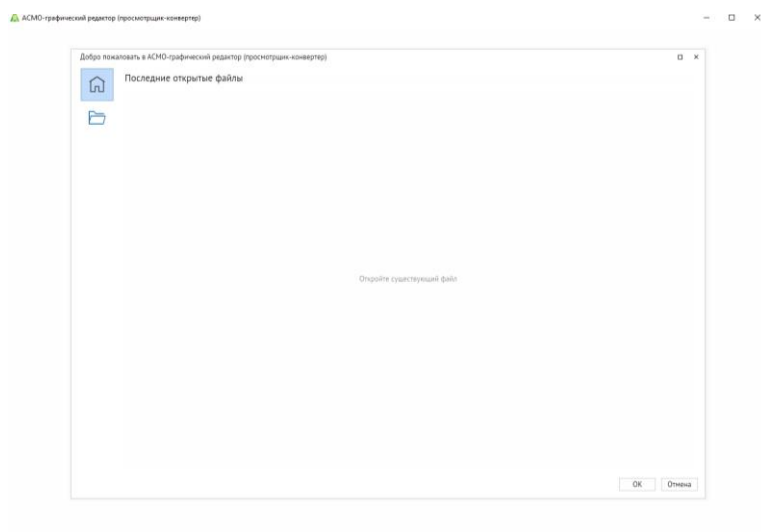 АСМО-графический редактор (просмотрщик-конвертер)
Добро пожаловать в АСМО-графический редактор (просмотрщик-конвертер)
Последние открытые файлы
Откройте существующий файл
OK Отмена